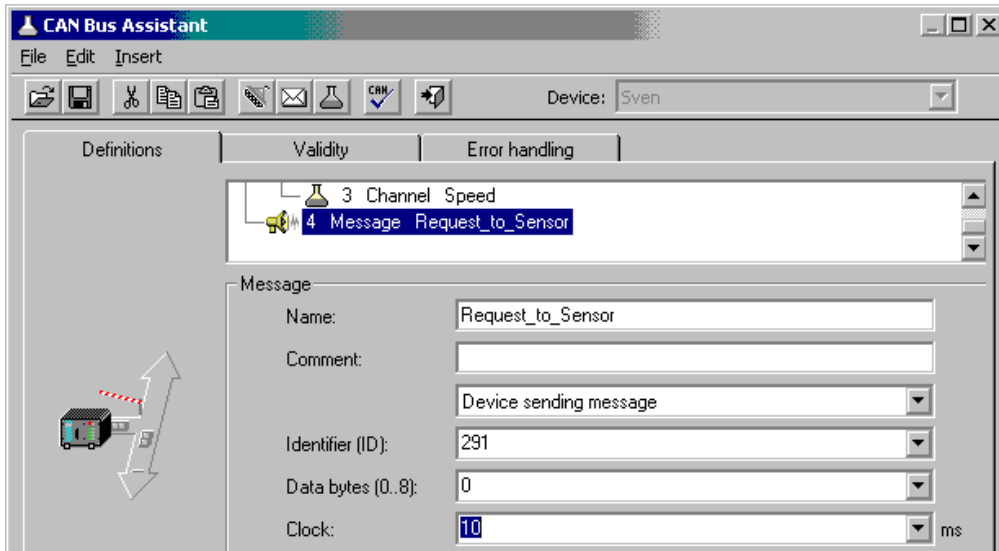 CAN Bus Assistant
File Edit Insert
CAN Device: Sven
Definitions Validity Error handling
3 Channel Speed
4 Message Request_to_Sensor
Message
Name: Request_to_Sensor
Comment:
Device sending message
Identifier (ID): 291
Data bytes (0..8): 0
Clock: 10 ms